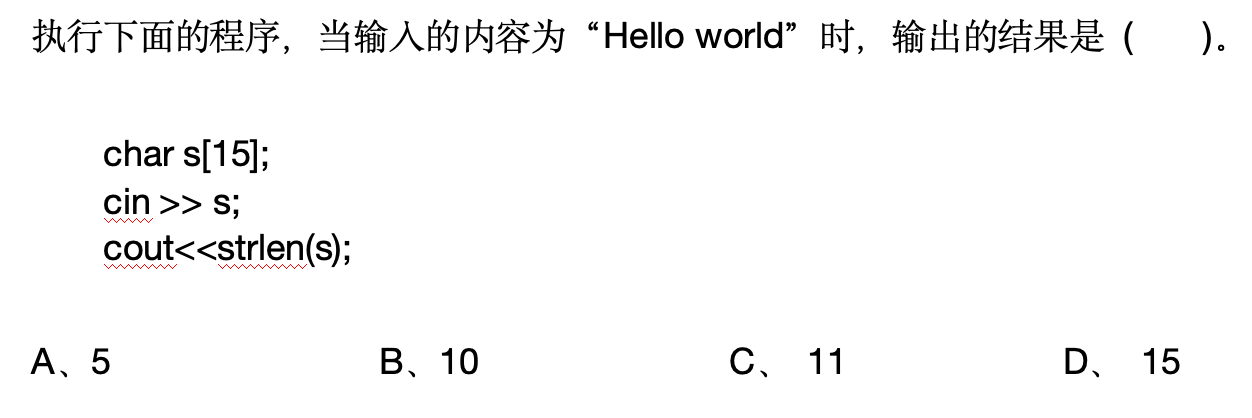 执行下面的程序，当输入的内容为“Hello world”时，输出的结果是（　　）。
char s[15];
cin >> s;
cout<<strlen(s);
A、5　　B、10　　C、 11　　D、 15